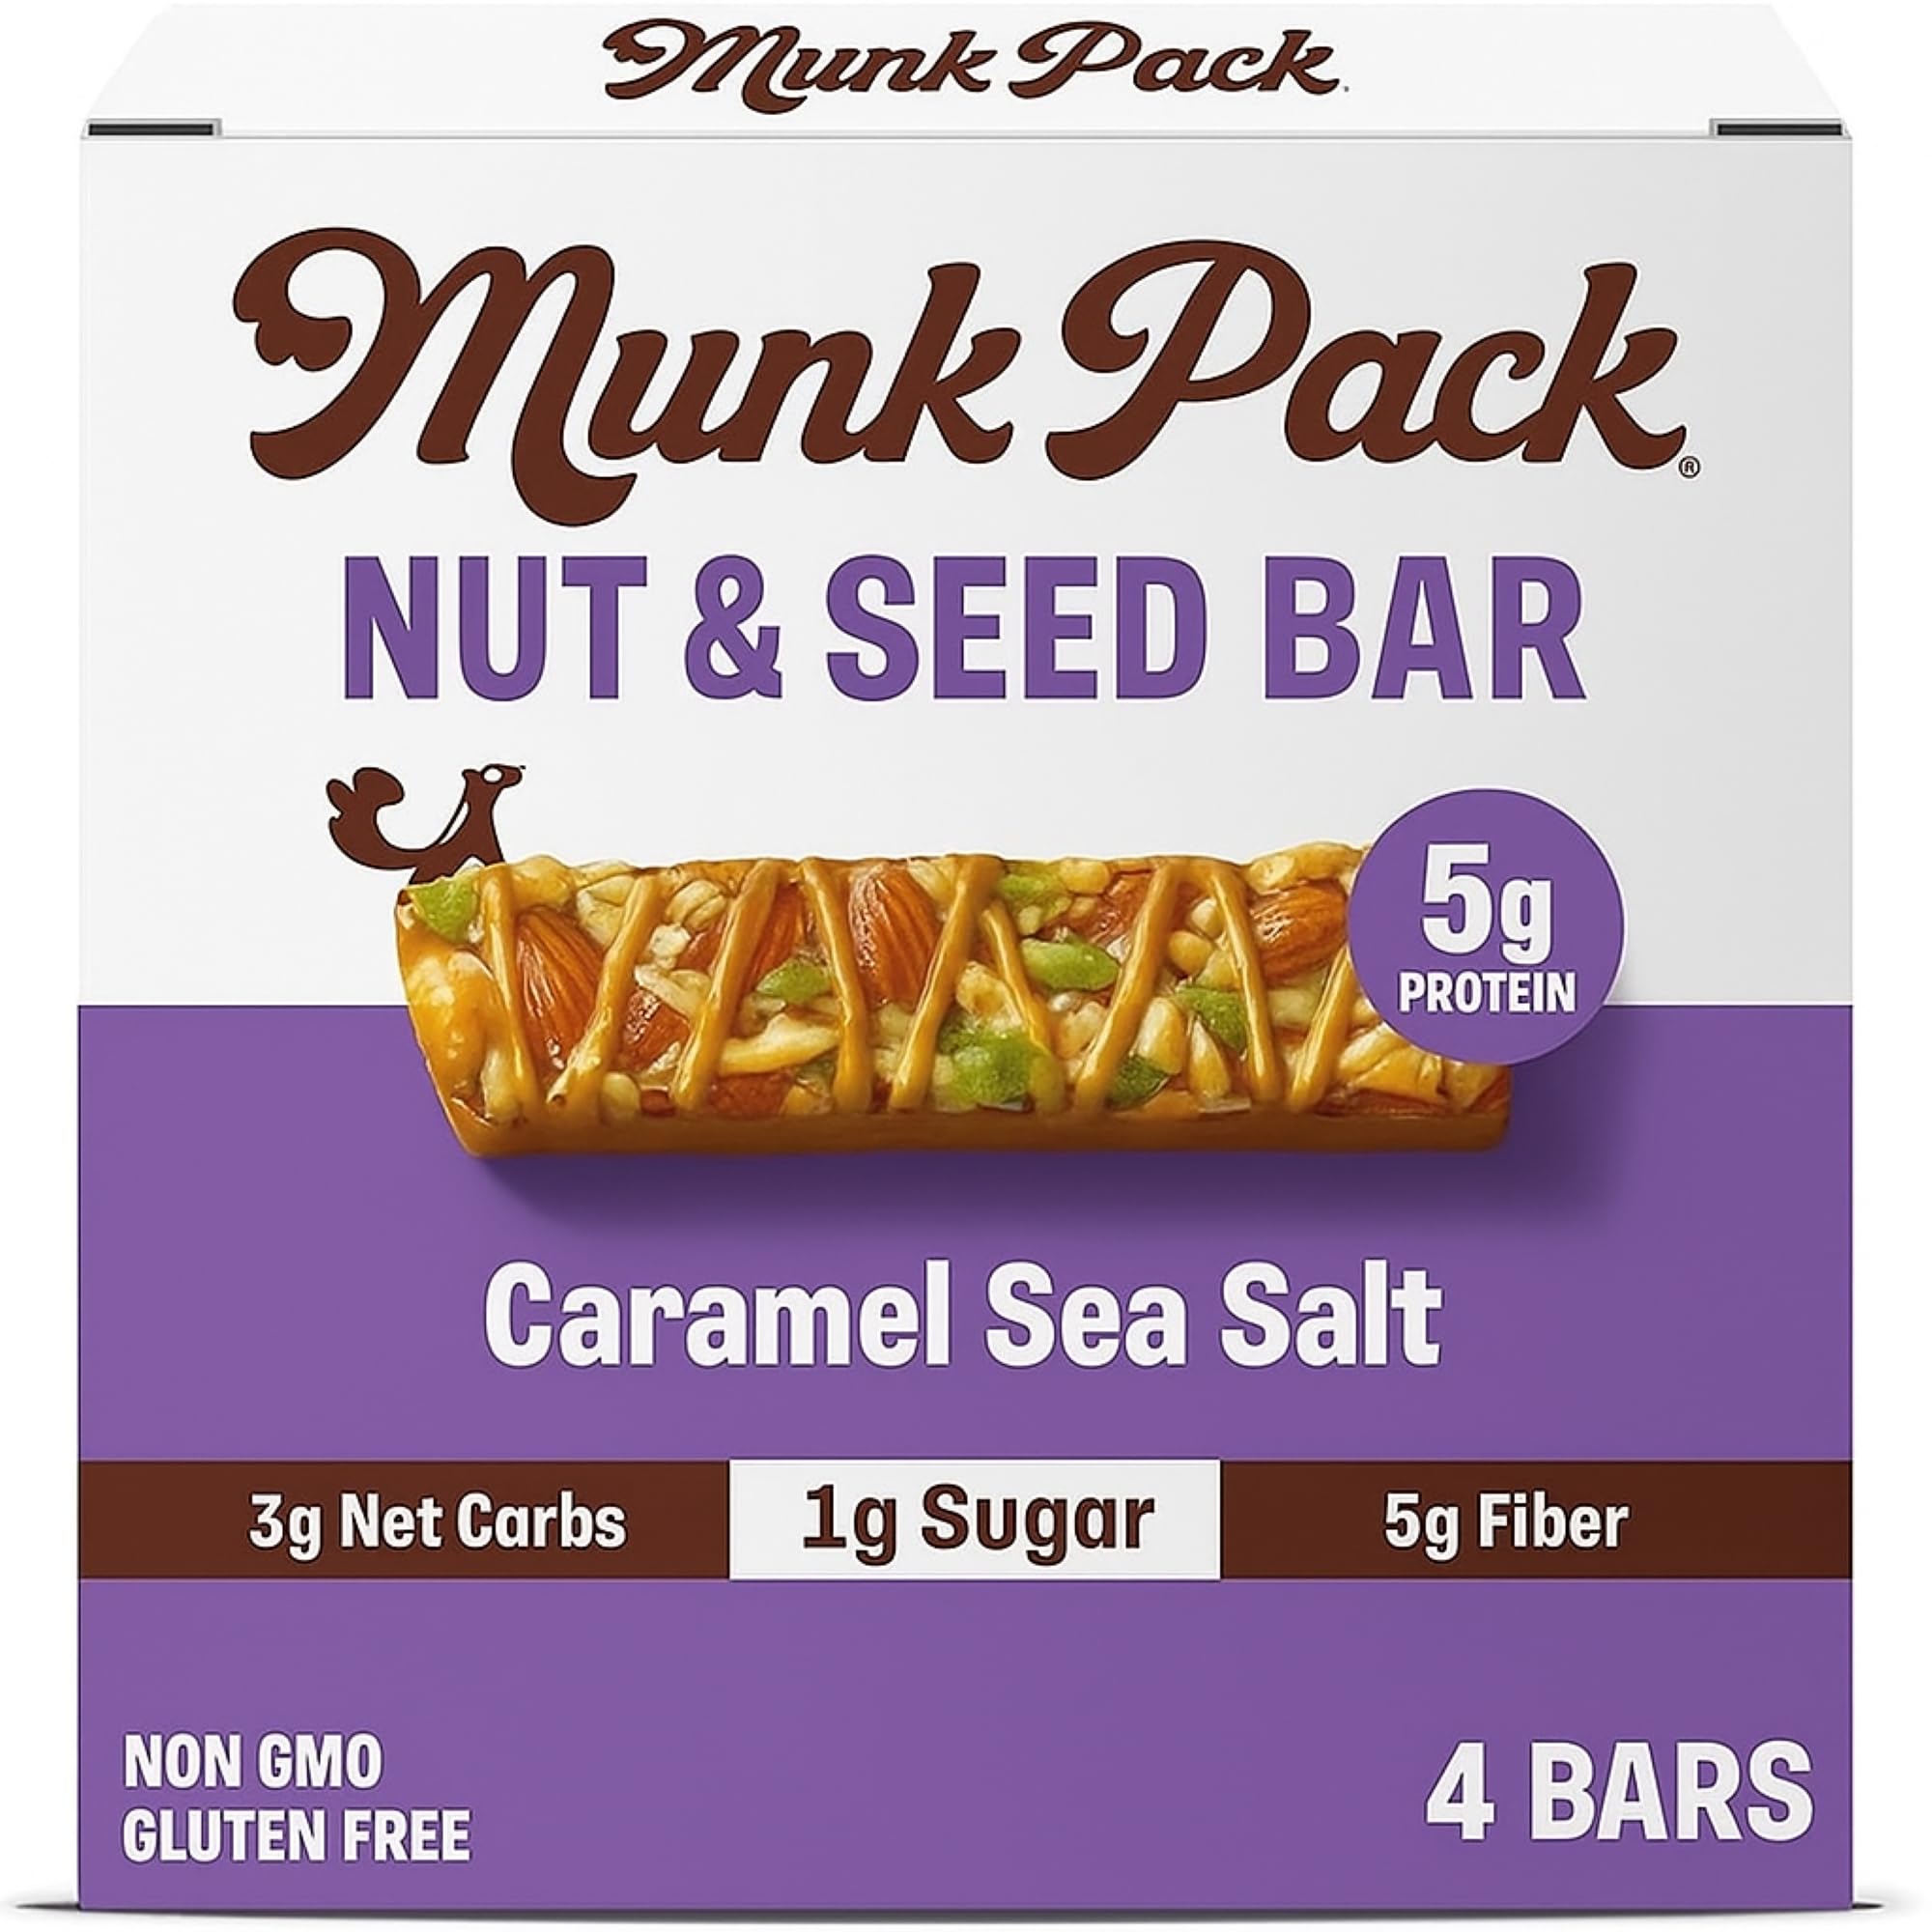 Munk Pack
Munk Pack®
NUT & SEED BAR
5g
PROTEIN
Caramel Sea Salt
3g Net Carbs
1g Sugar
5g Fiber
NON GMO
GLUTEN FREE
4 BARS